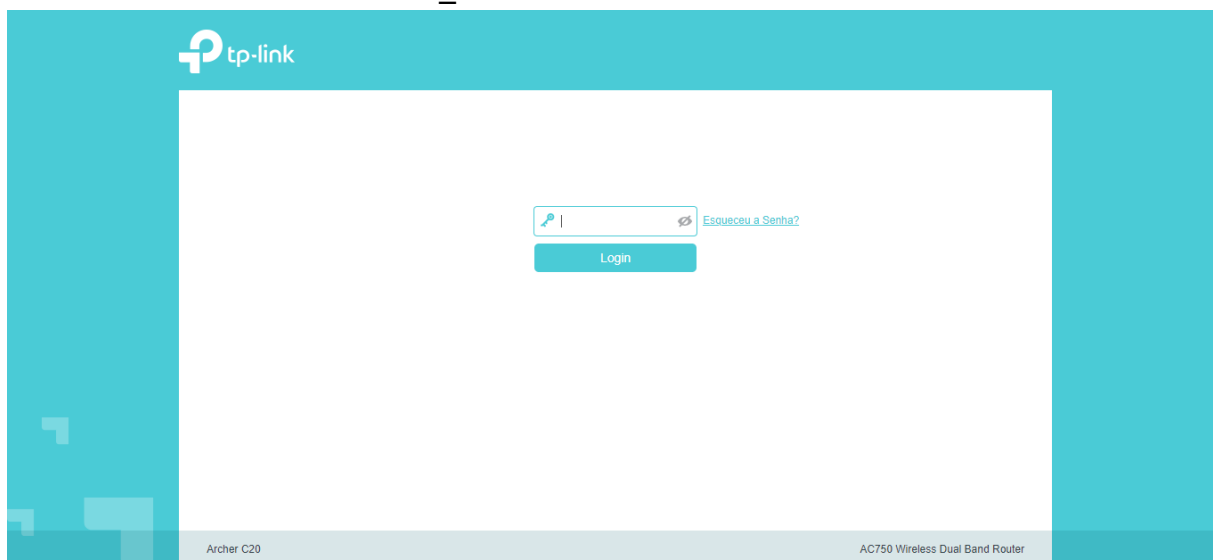 tp-link
Esqueceu a Senha?
Login
Archer C20
AC750 Wireless Dual Band Router